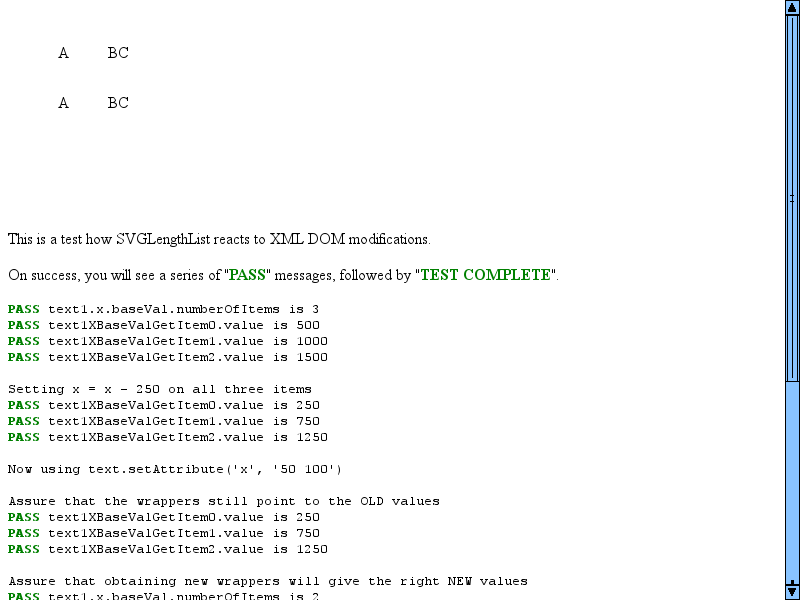 A BC
A BC
This is a test how SVGLengthList reacts to XML DOM modifications.
On success, you will see a series of "PASS" messages, followed by "TEST COMPLETE".
PASS text1.x.baseVal.numberOfItems is 3
PASS text1XBaseValGetItem0.value is 500
PASS text1XBaseValGetItem1.value is 1000
PASS text1XBaseValGetItem2.value is 1500
Setting x = x - 250 on all three items
PASS text1XBaseValGetItem0.value is 250
PASS text1XBaseValGetItem1.value is 750
PASS text1XBaseValGetItem2.value is 1250
Now using text.setAttribute('x', '50 100')
Assure that the wrappers still point to the OLD values
PASS text1XBaseValGetItem0.value is 250
PASS text1XBaseValGetItem1.value is 750
PASS text1XBaseValGetItem2.value is 1250
Assure that obtaining new wrappers will give the right NEW values
PASS text1.x.baseVal.numberOfItems is 2